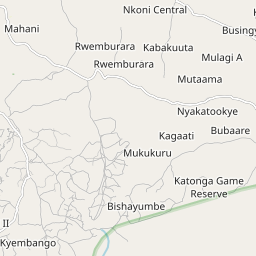 Nkoni Central
Mahani
Busingy
Rwemburara
Kabakuuta
Mulagi A
Rwemburara
Mutaama
Nyakatookye
Kagaati
Bubaare
Mukukuru
Katonga Game
Reserve
Bishayumbe
II
Kyembango